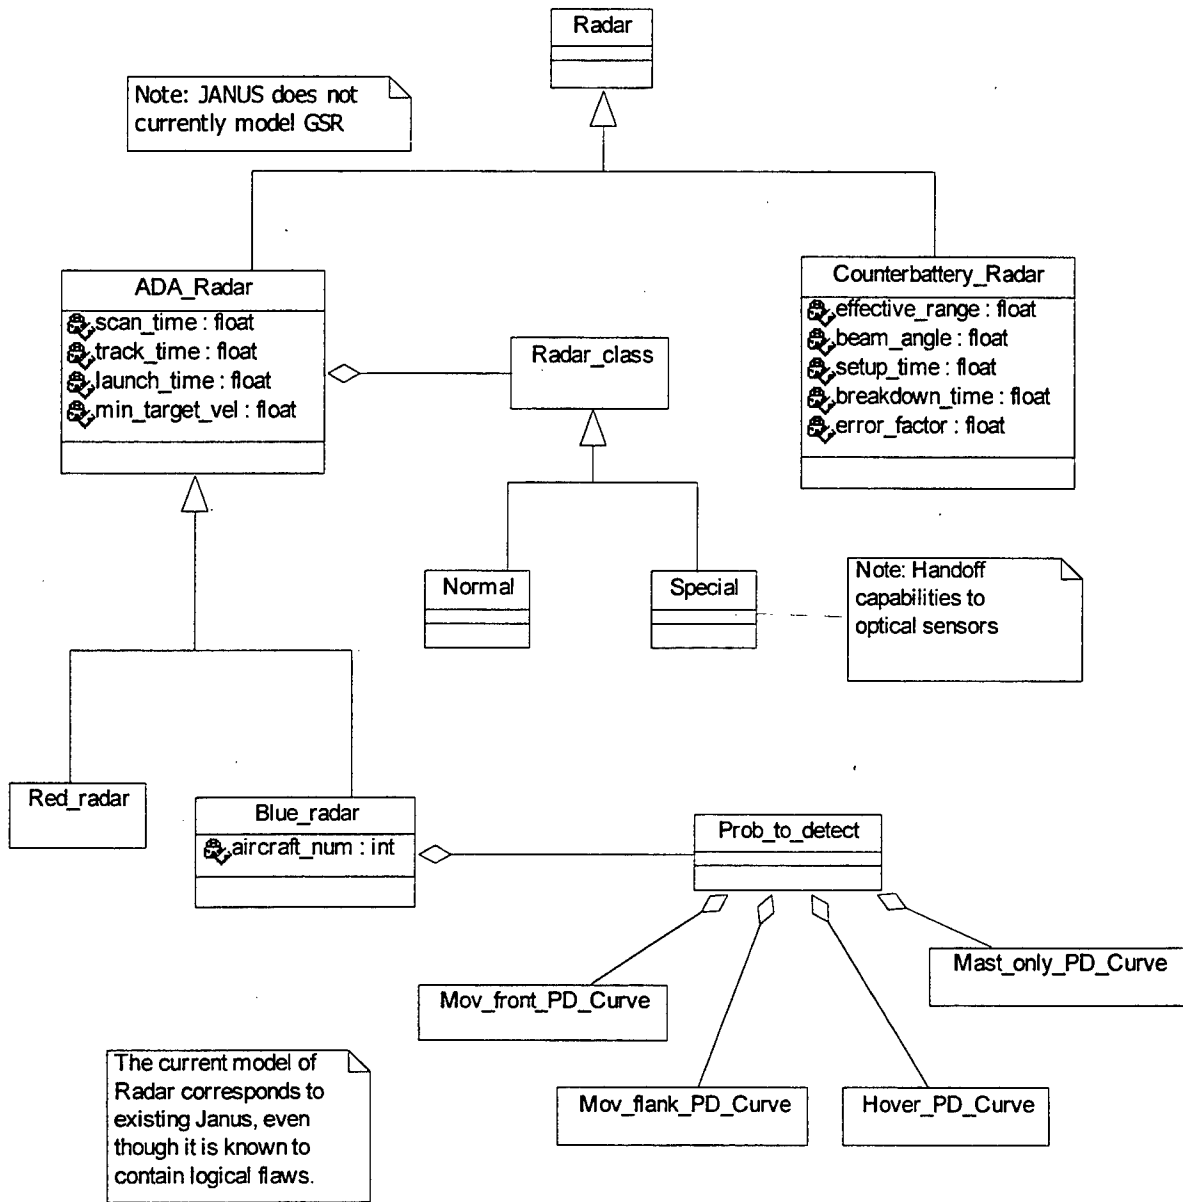 Radar
Note: JANUS does not
currently model GSR
ADA_Radar
scan_time : float
track_time : float
launch_time : float
min_target_vel : float
Radar_class
Counterbattery_Radar
effective_range : float
beam_angle : float
setup_time : float
breakdown_time : float
error_factor : float
Normal
Special
Note: Handoff
capabilities to
optical sensors
Red_radar
Blue_radar
aircraft_num : int
Prob_to_detect
Mov_front_PD_Curve
Mast_only_PD_Curve
Mov_flank_PD_Curve
Hover_PD_Curve
The current model of
Radar corresponds to
existing Janus, even
though it is known to
contain logical flaws.